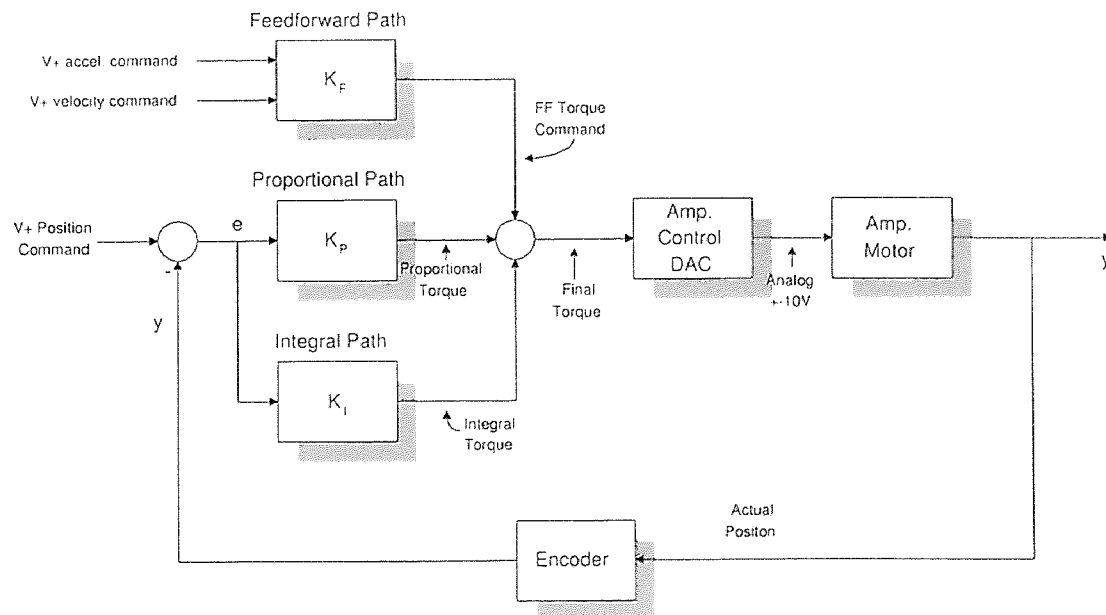 Feedforward Path
V+ accel. command
V+ velocity command
K_F
FF Torque
Command
Proportional Path
V+ Position
Command
e
K_P
Proportional
Torque
Final
Torque
Amp.
Control
DAC
Analog
+-10V
Amp.
Motor
y
-
y
Integral Path
K_I
Integral
Torque
Actual
Positon
Encoder